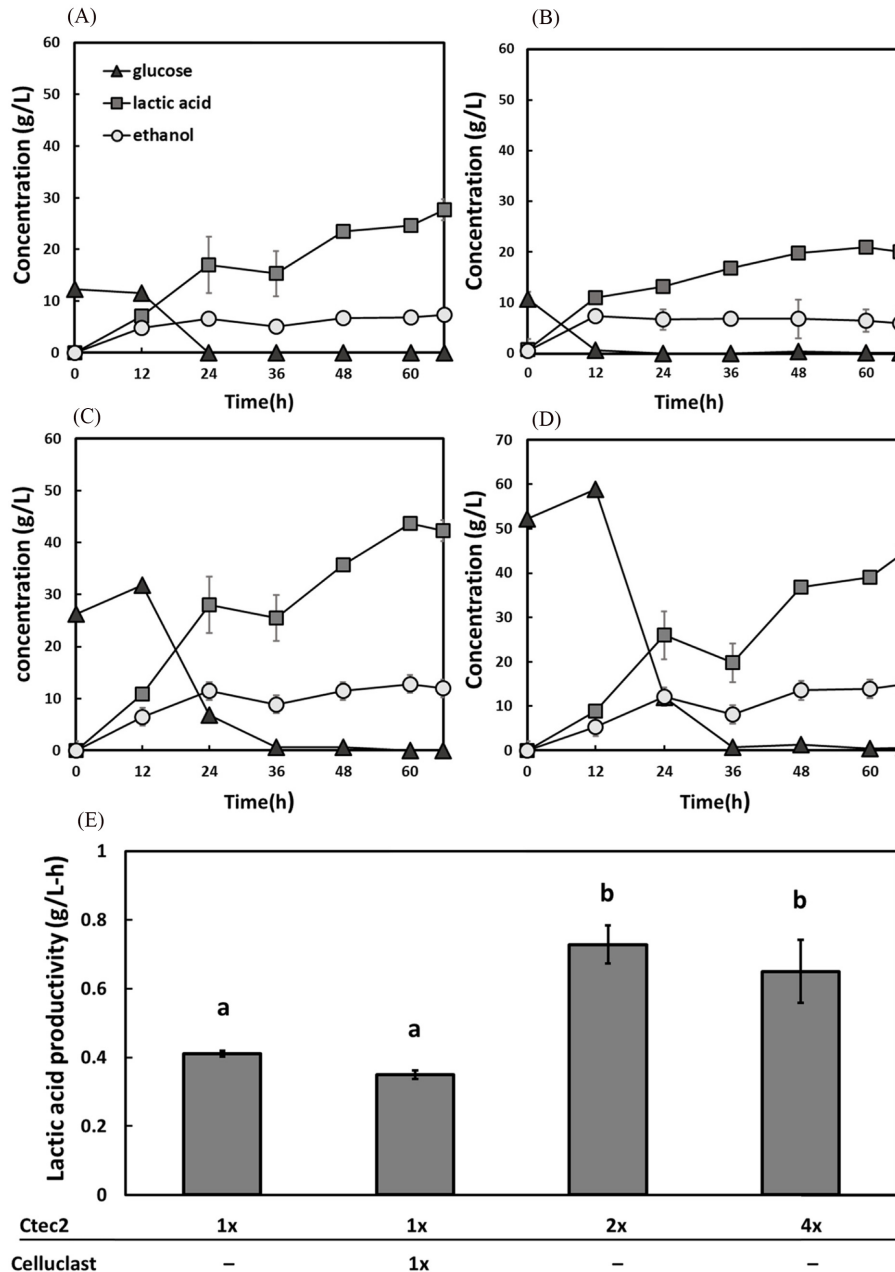 (A)
60
50
40
30
20
10
0
Concentration (g/L)
glucose
lactic acid
ethanol
0 12 24 36 48 60
Time(h)
(B)
60
50
40
30
20
10
0
Concentration (g/L)
0 12 24 36 48 60
Time(h)
(C)
60
50
40
30
20
10
0
concentration (g/L)
0 12 24 36 48 60
Time(h)
(D)
70
60
50
40
30
20
10
0
Concentration (g/L)
0 12 24 36 48 60
Time(h)
(E)
1
0.8
0.6
0.4
0.2
0
Lactic acid productivity (g/L-h)
a a b b
Ctec2 1x 1x 2x 4x
Celluclast – 1x – –